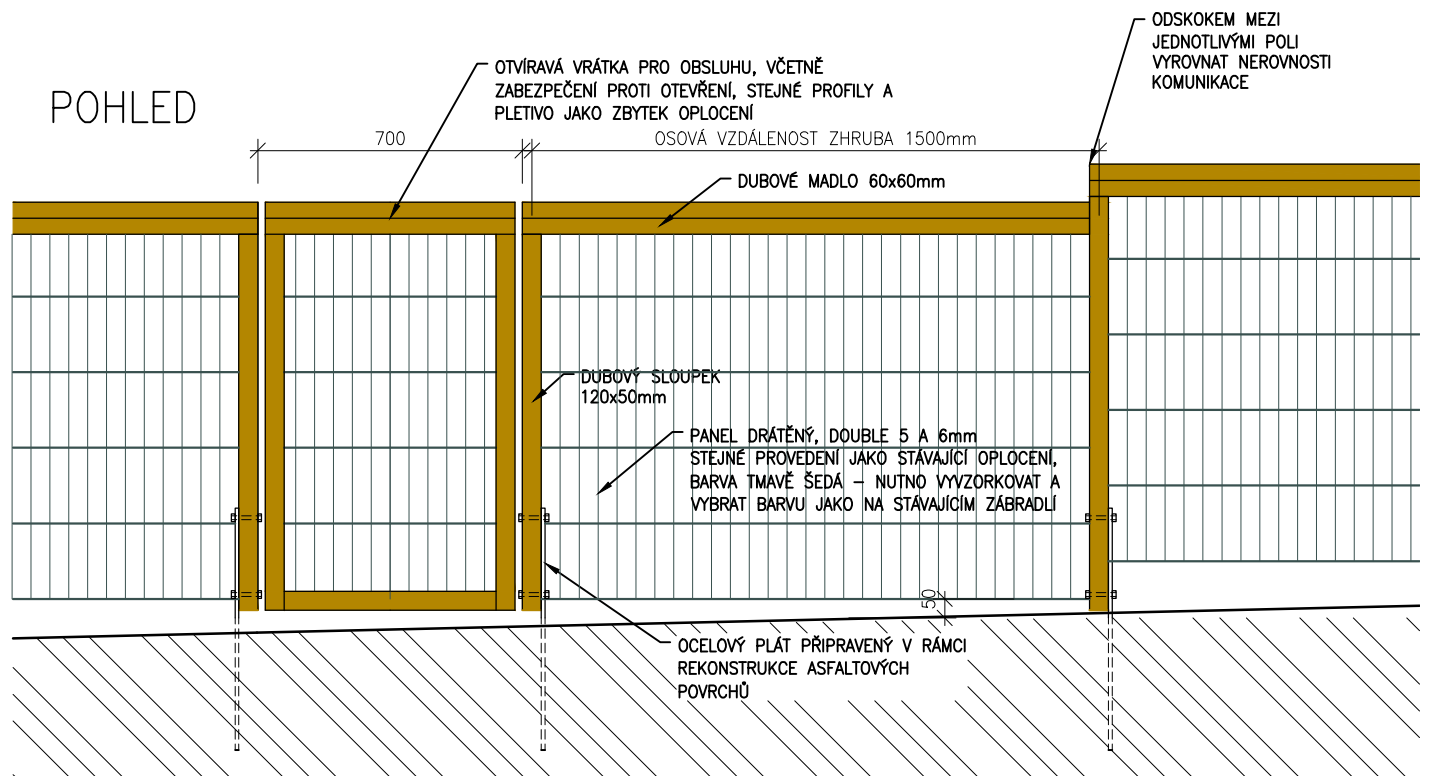 POHLED
OTVÍRAVÁ VRÁTKA PRO OBSLUHU, VČETNĚ
ZABEZPEČENÍ PROTI OTEVŘENÍ, STEJNÉ PROFILY A
PLETIVO JAKO ZBYTEK OPLOCENÍ
ODSKOKEM MEZI
JEDNOTLIVÝMI POLI
VYROVNAT NEROVNOSTI
KOMUNIKACE
700
OSOVÁ VZDÁLENOST ZHRUBA 1500mm
DUBOVÉ MADLO 60x60mm
DUBOVÝ SLOUPEK
120x50mm
PANEL DRÁTĚNÝ, DOUBLE 5 A 6mm
STEJNÉ PROVEDENÍ JAKO STÁVAJÍCÍ OPLOCENÍ,
BARVA TMAVĚ ŠEDÁ – NUTNO VYVZORKOVAT A
VYBRAT BARVU JAKO NA STÁVAJÍCÍM ZÁBRADLÍ
50
OCELOVÝ PLÁT PŘIPRAVENÝ V RÁMCI
REKONSTRUKCE ASFALTOVÝCH
POVRCHŮ